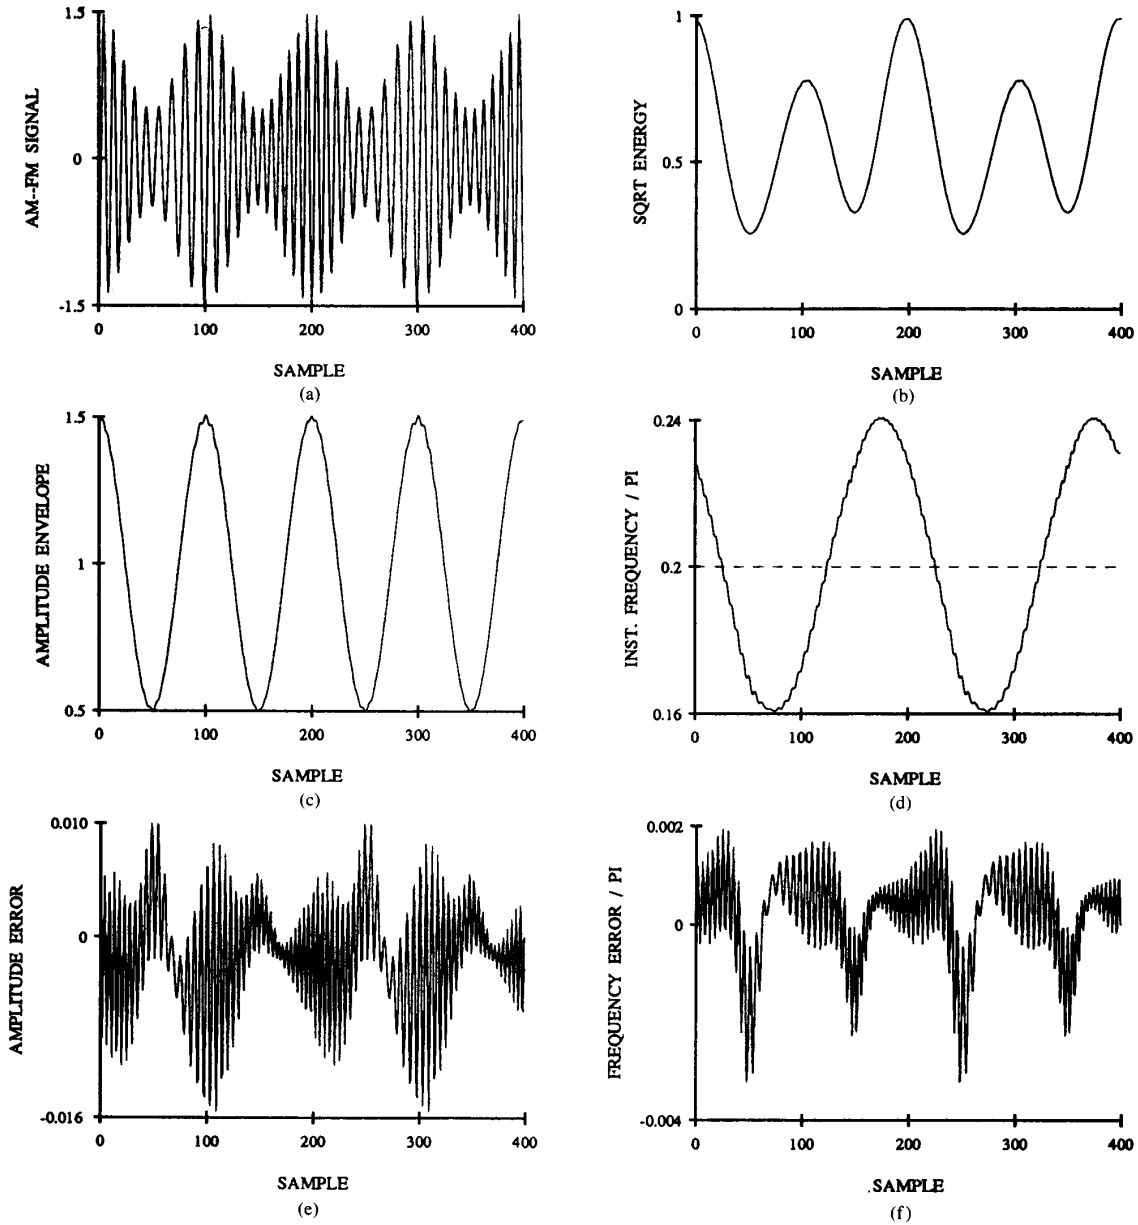 1.5
0
-1.5
AM--FM SIGNAL
0 100 200 300 400
SAMPLE
(a)
1
0.5
0
SQRT ENERGY
0 100 200 300 400
SAMPLE
(b)
1.5
1
0.5
AMPLITUDE ENVELOPE
0 100 200 300 400
SAMPLE
(c)
0.24
0.2
0.16
INST. FREQUENCY / PI
0 100 200 300 400
SAMPLE
(d)
0.010
0
-0.016
AMPLITUDE ERROR
0 100 200 300 400
SAMPLE
(e)
0.002
0
-0.004
FREQUENCY ERROR / PI
0 100 200 300 400
SAMPLE
(f)